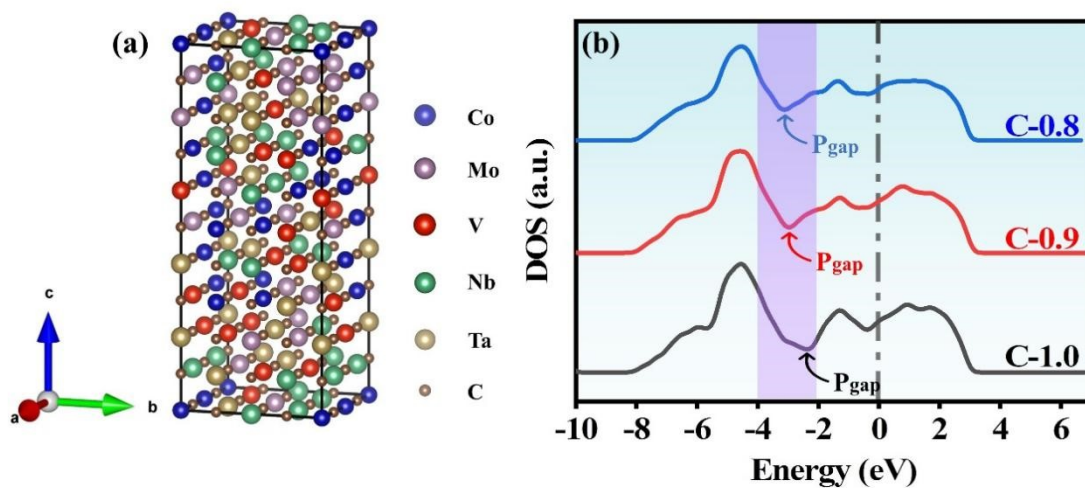 (a)
Co
Mo
V
Nb
Ta
C
c
a
b
(b)
DOS (a.u.)
Pgap
C-0.8
Pgap
C-0.9
Pgap
C-1.0
-10 -8 -6 -4 -2 0 2 4 6
Energy (eV)